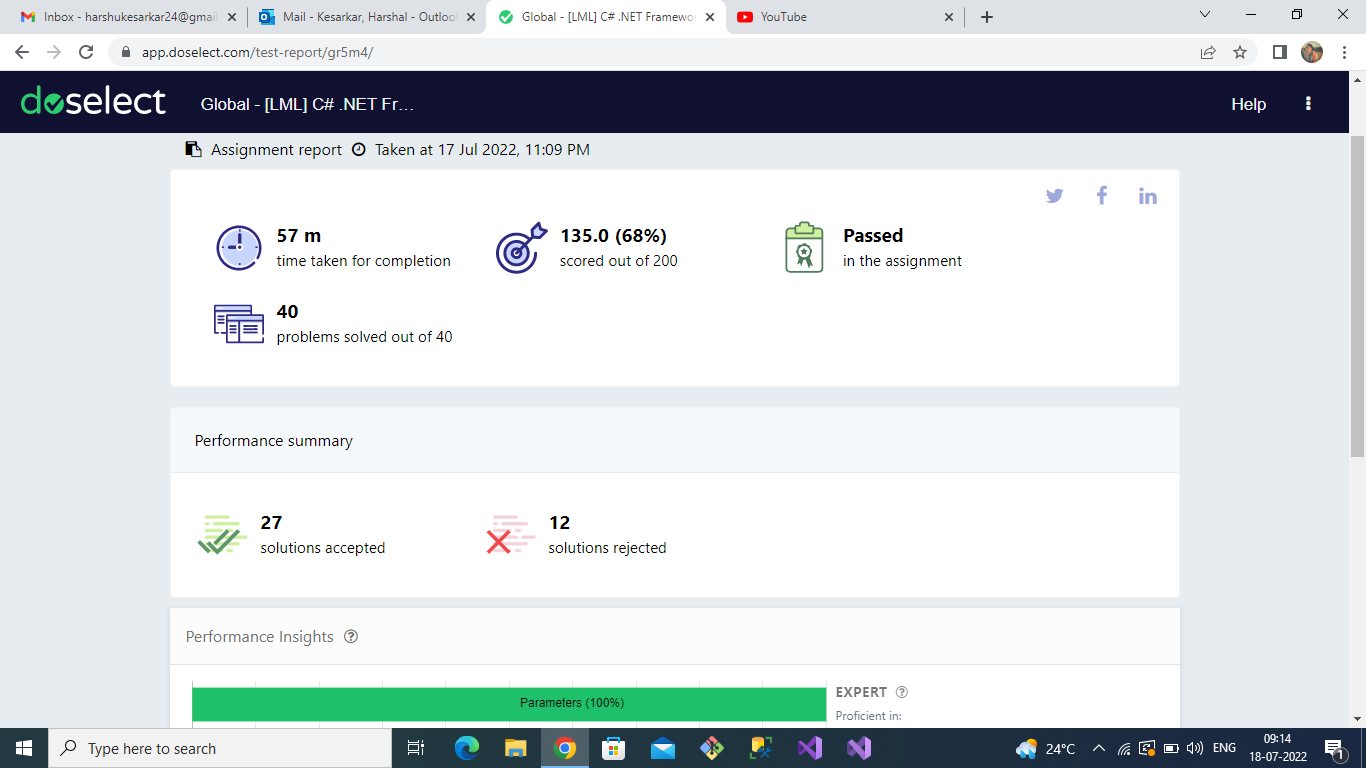 Inbox - harshukesarkar24@gmail
Mail - Kesarkar, Harshal - Outloo
Global - [LML] C# .NET Framewo
YouTube
app.doselect.com/test-report/gr5m4/
doselect
Global - [LML] C# .NET Fr...
Help
Assignment report
Taken at 17 Jul 2022, 11:09 PM
57 m
time taken for completion
135.0 (68%)
scored out of 200
Passed
in the assignment
40
problems solved out of 40
Performance summary
27
solutions accepted
12
solutions rejected
Performance Insights
Parameters (100%)
EXPERT
Proficient in:
Type here to search
24°C
ENG
09:14
18-07-2022
1